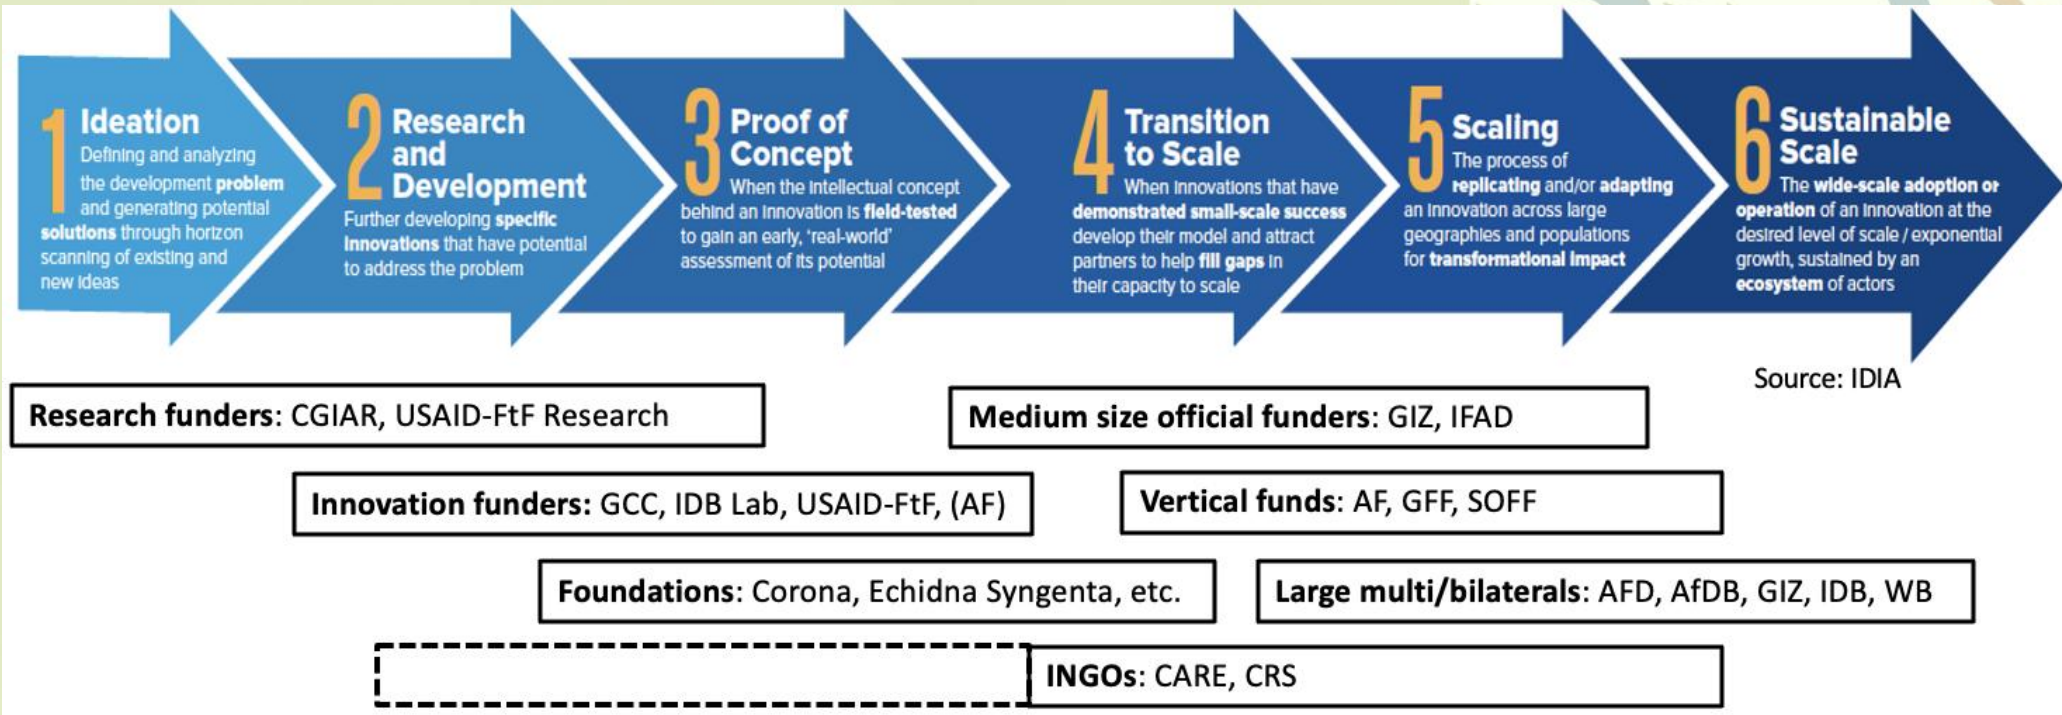 1 Ideation
Defining and analyzing
the development problem
and generating potential
solutions through horizon
scanning of existing and
new ideas
2 Research
and
Development
Further developing specific
innovations that have potential
to address the problem
3 Proof of
Concept
When the intellectual concept
behind an innovation is field-tested
to gain an early, 'real-world'
assessment of its potential
4 Transition
to Scale
When innovations that have
demonstrated small-scale success
develop their model and attract
partners to help fill gaps in
their capacity to scale
5 Scaling
The process of
replicating and/or adapting
an innovation across large
geographies and populations
for transformational impact
6 Sustainable
Scale
The wide-scale adoption or
operation of an innovation at the
desired level of scale / exponential
growth, sustained by an
ecosystem of actors
Source: IDIA
Research funders: CGIAR, USAID-FtF Research
Medium size official funders: GIZ, IFAD
Innovation funders: GCC, IDB Lab, USAID-FtF, (AF)
Vertical funds: AF, GFF, SOFF
Foundations: Corona, Echidna Syngenta, etc.
Large multi/bilaterals: AFD, AfDB, GIZ, IDB, WB
INGOs: CARE, CRS